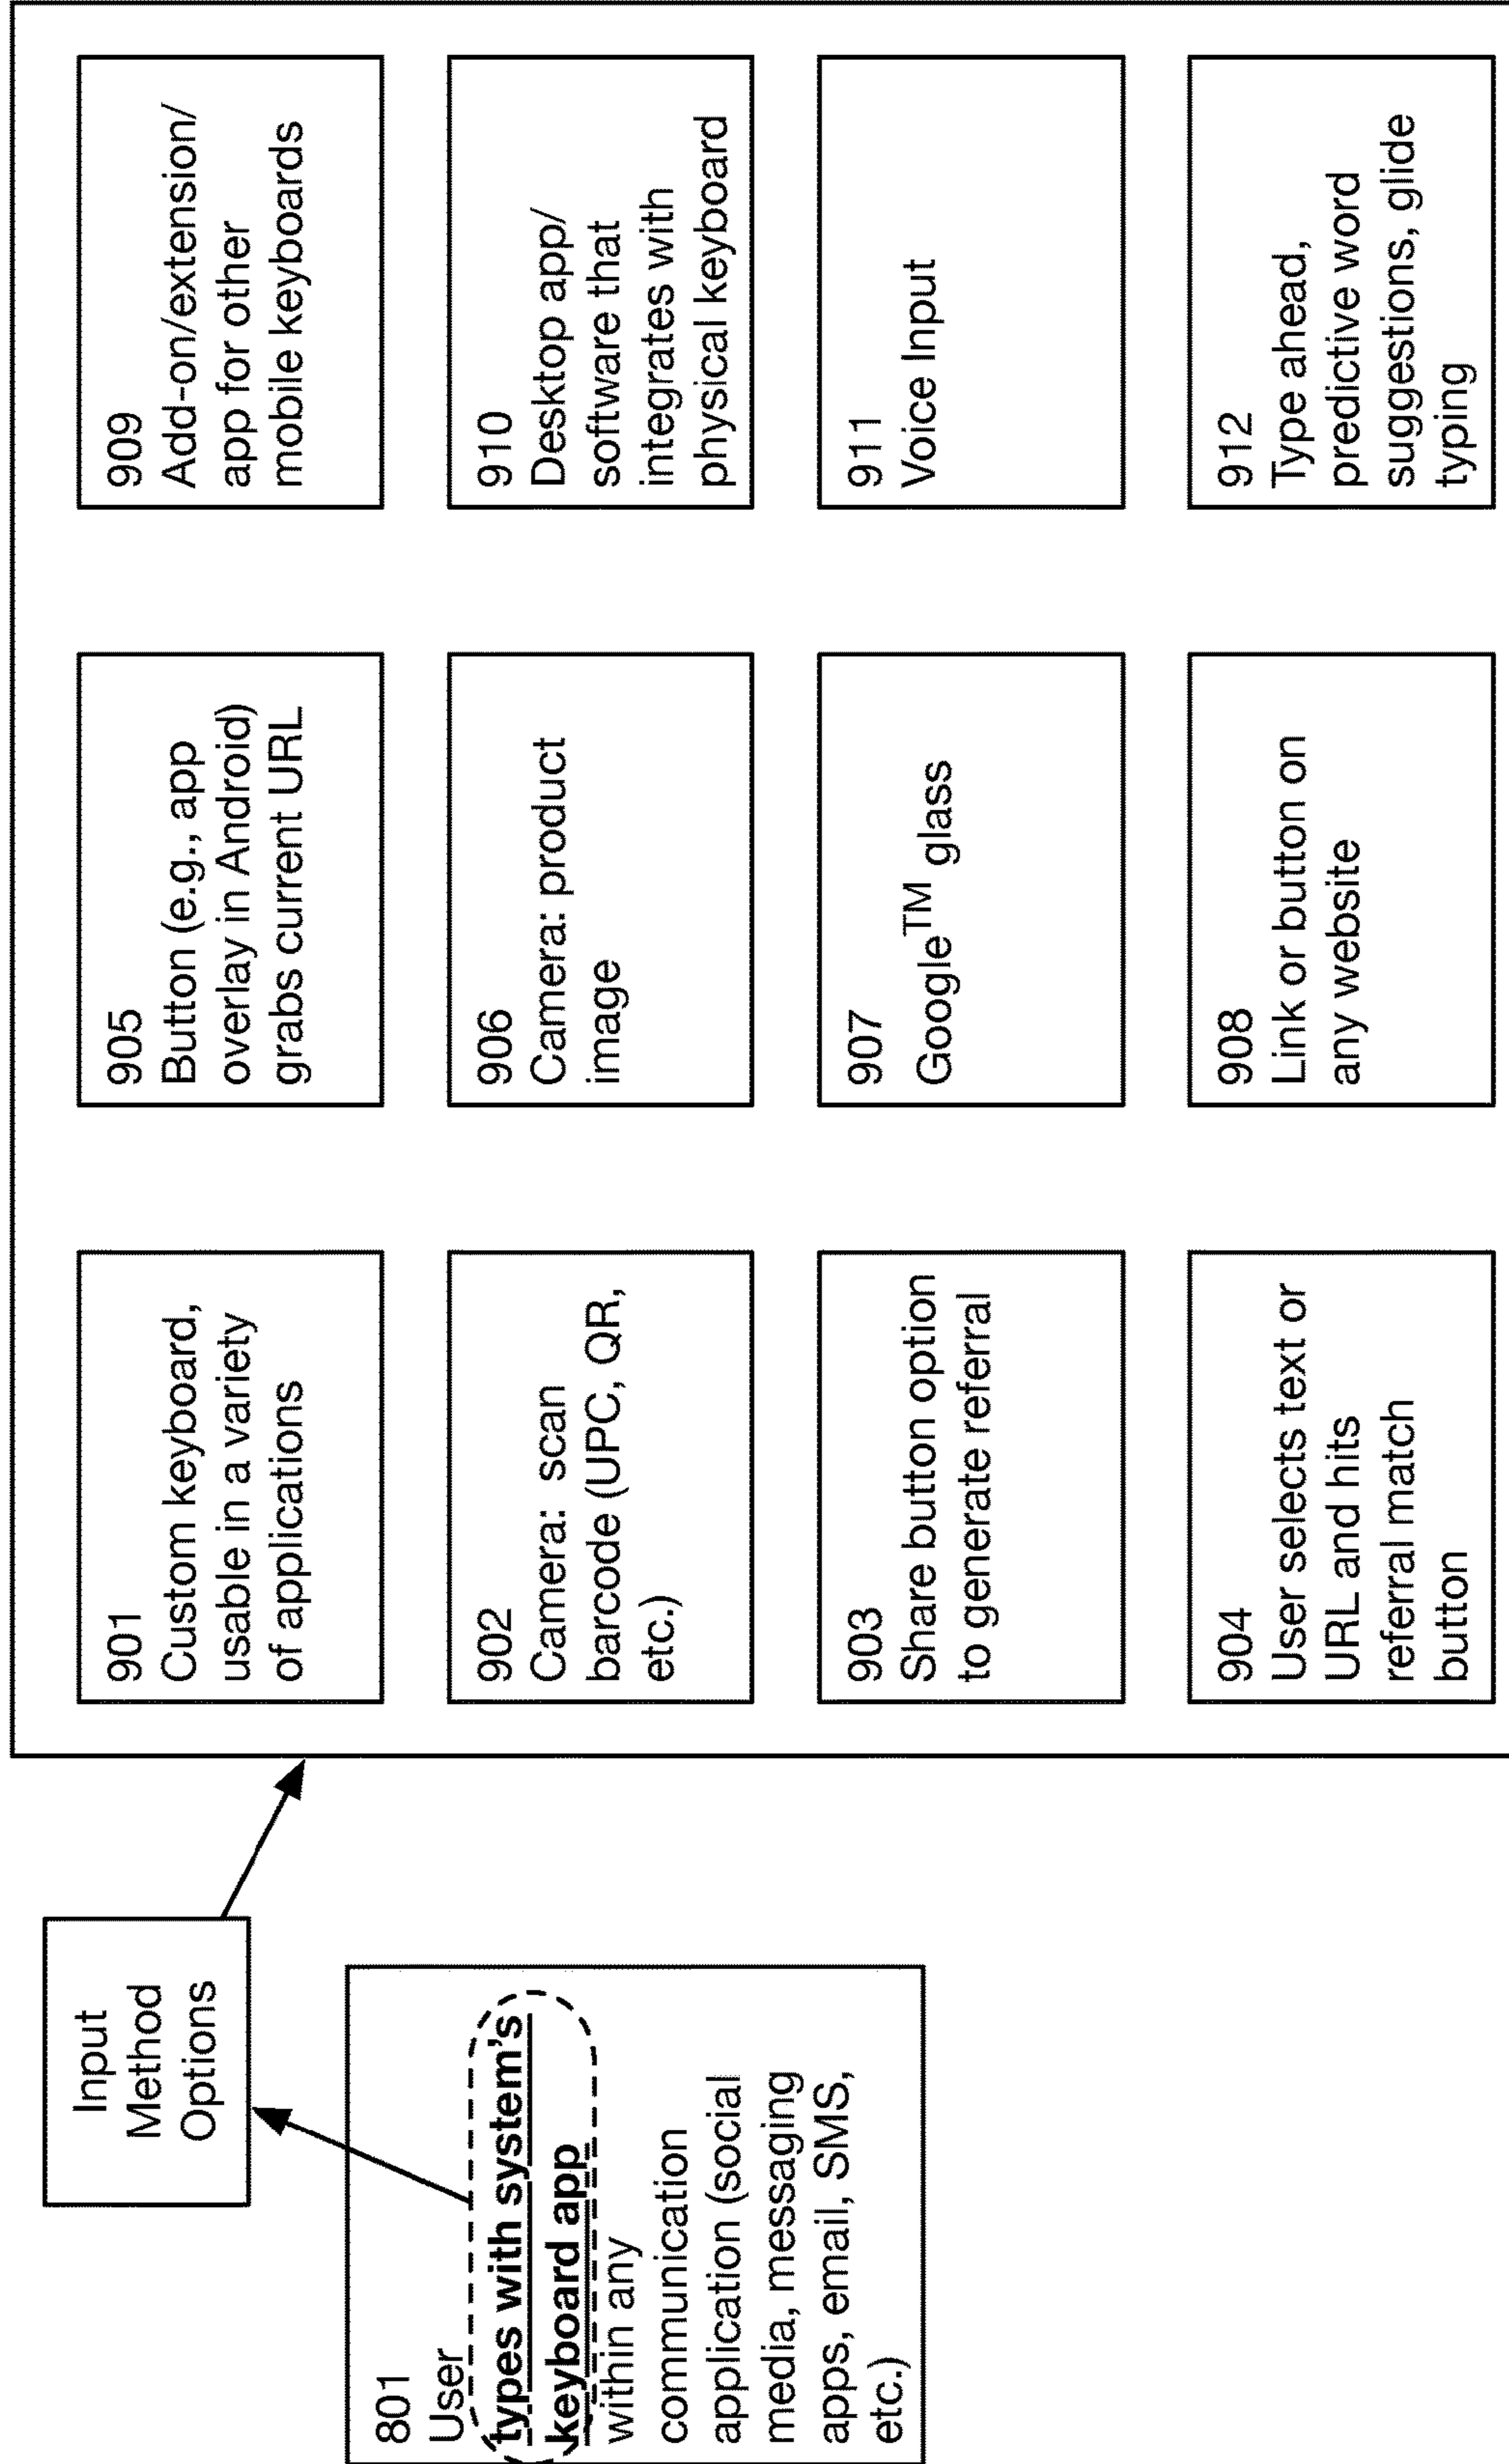 Input
Method
Options
801
User
types with system's
keyboard app
within any
communication
application (social
media, messaging
apps, email, SMS,
etc.)
901
Custom keyboard,
usable in a variety
of applications
902
Camera: scan
barcode (UPC, QR,
etc.)
903
Share button option
to generate referral
904
User selects text or
URL and hits
referral match
button
905
Button (e.g., app
overlay in Android)
grabs current URL
906
Camera: product
image
907
Google™ glass
908
Link or button on
any website
909
Add-on/extension/
app for other
mobile keyboards
910
Desktop app/
software that
integrates with
physical keyboard
911
Voice Input
912
Type ahead,
predictive word
suggestions, glide
typing